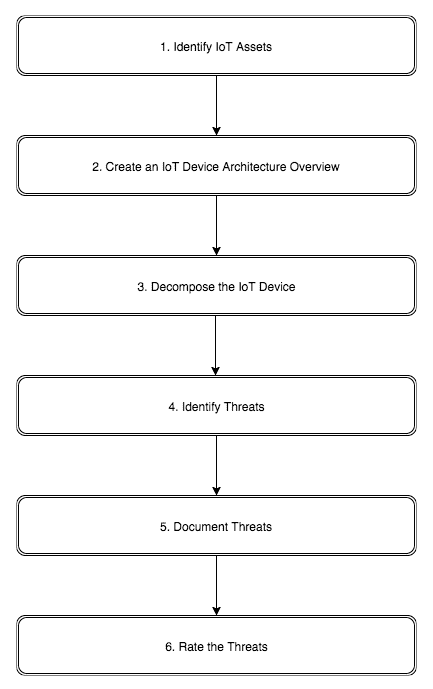 1. Identify IoT Assets
2. Create an IoT Device Architecture Overview
3. Decompose the IoT Device
4. Identify Threats
5. Document Threats
6. Rate the Threats